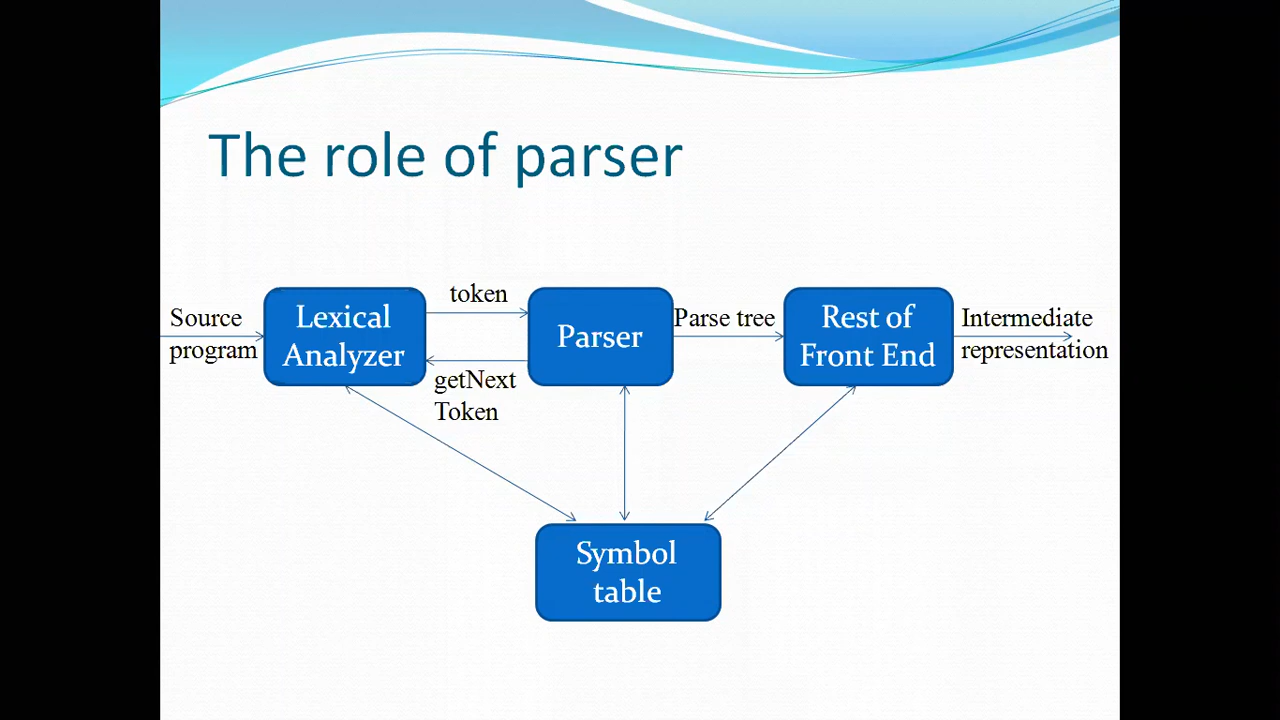 The role of parser
Source
program
Lexical
Analyzer
token
getNext
Token
Parser
Parse tree
Rest of
Front End
Intermediate
representation
Symbol
table